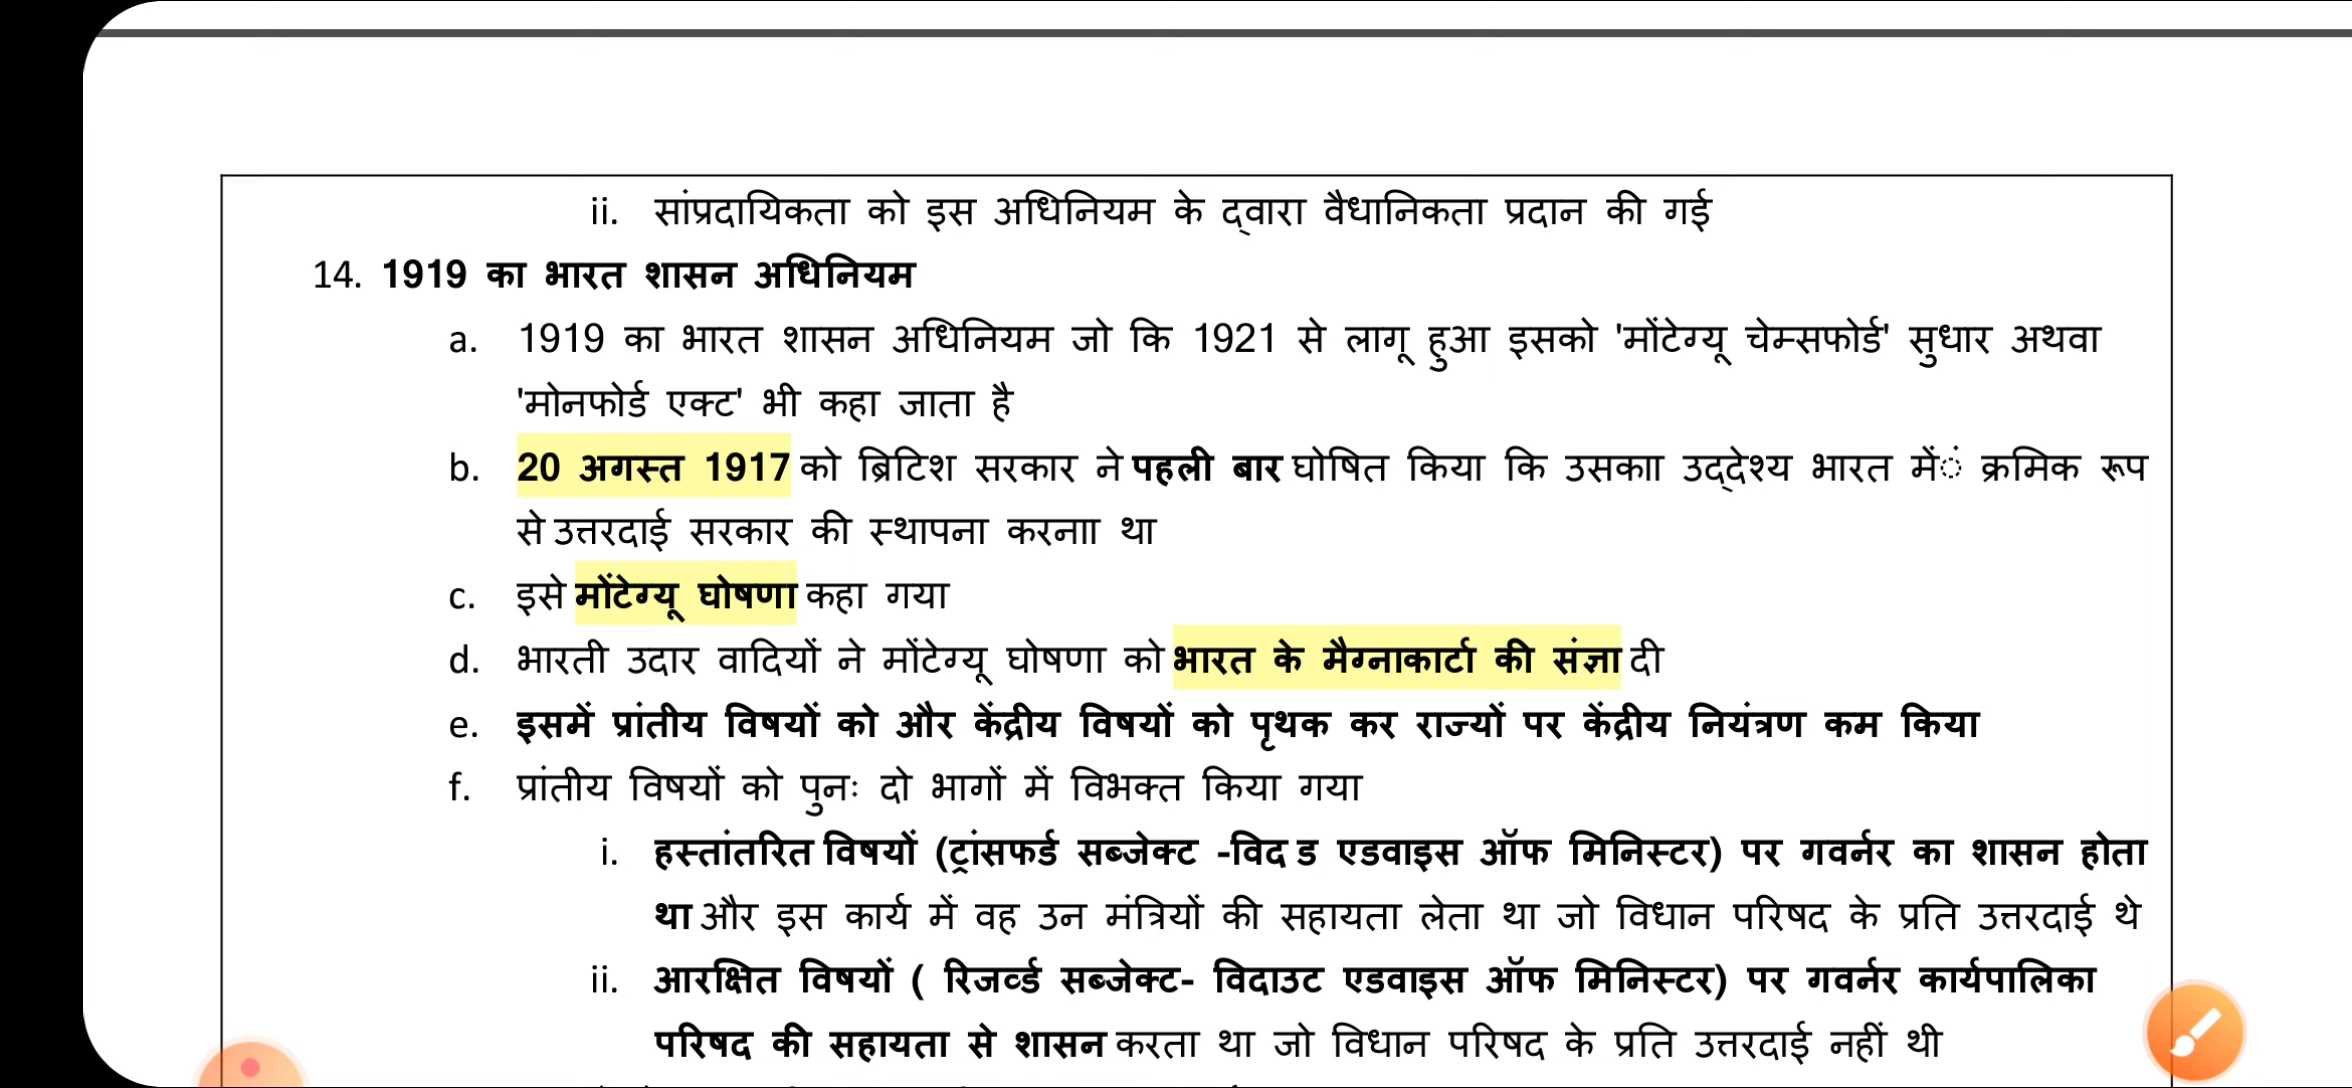 ii. सांप्रदायिकता को इस अधिनियम के द्वारा वैधानिकता प्रदान की गई
14. 1919 का भारत शासन अधिनियम
a. 1919 का भारत शासन अधिनियम जो कि 1921 से लागू हुआ इसको 'मोंटेग्यू चेम्सफोर्ड' सुधार अथवा
'मोनफोर्ड एक्ट' भी कहा जाता है
b. 20 अगस्त 1917 को ब्रिटिश सरकार ने पहली बार घोषित किया कि उसकाा उद्देश्य भारत मेंं क्रमिक रूप
से उत्तरदाई सरकार की स्थापना करनाा था
c. इसे मोंटेग्यू घोषणा कहा गया
d. भारती उदार वादियों ने मोंटेग्यू घोषणा को भारत के मैग्नाकार्टा की संज्ञा दी
e. इसमें प्रांतीय विषयों को और केंद्रीय विषयों को पृथक कर राज्यों पर केंद्रीय नियंत्रण कम किया
f. प्रांतीय विषयों को पुनः दो भागों में विभक्त किया गया
i. हस्तांतरित विषयों (ट्रांसफर्ड सब्जेक्ट -विद ड एडवाइस ऑफ मिनिस्टर) पर गवर्नर का शासन होता
था और इस कार्य में वह उन मंत्रियों की सहायता लेता था जो विधान परिषद के प्रति उत्तरदाई थे
ii. आरक्षित विषयों ( रिजर्व्ड सब्जेक्ट- विदाउट एडवाइस ऑफ मिनिस्टर) पर गवर्नर कार्यपालिका
परिषद की सहायता से शासन करता था जो विधान परिषद के प्रति उत्तरदाई नहीं थी